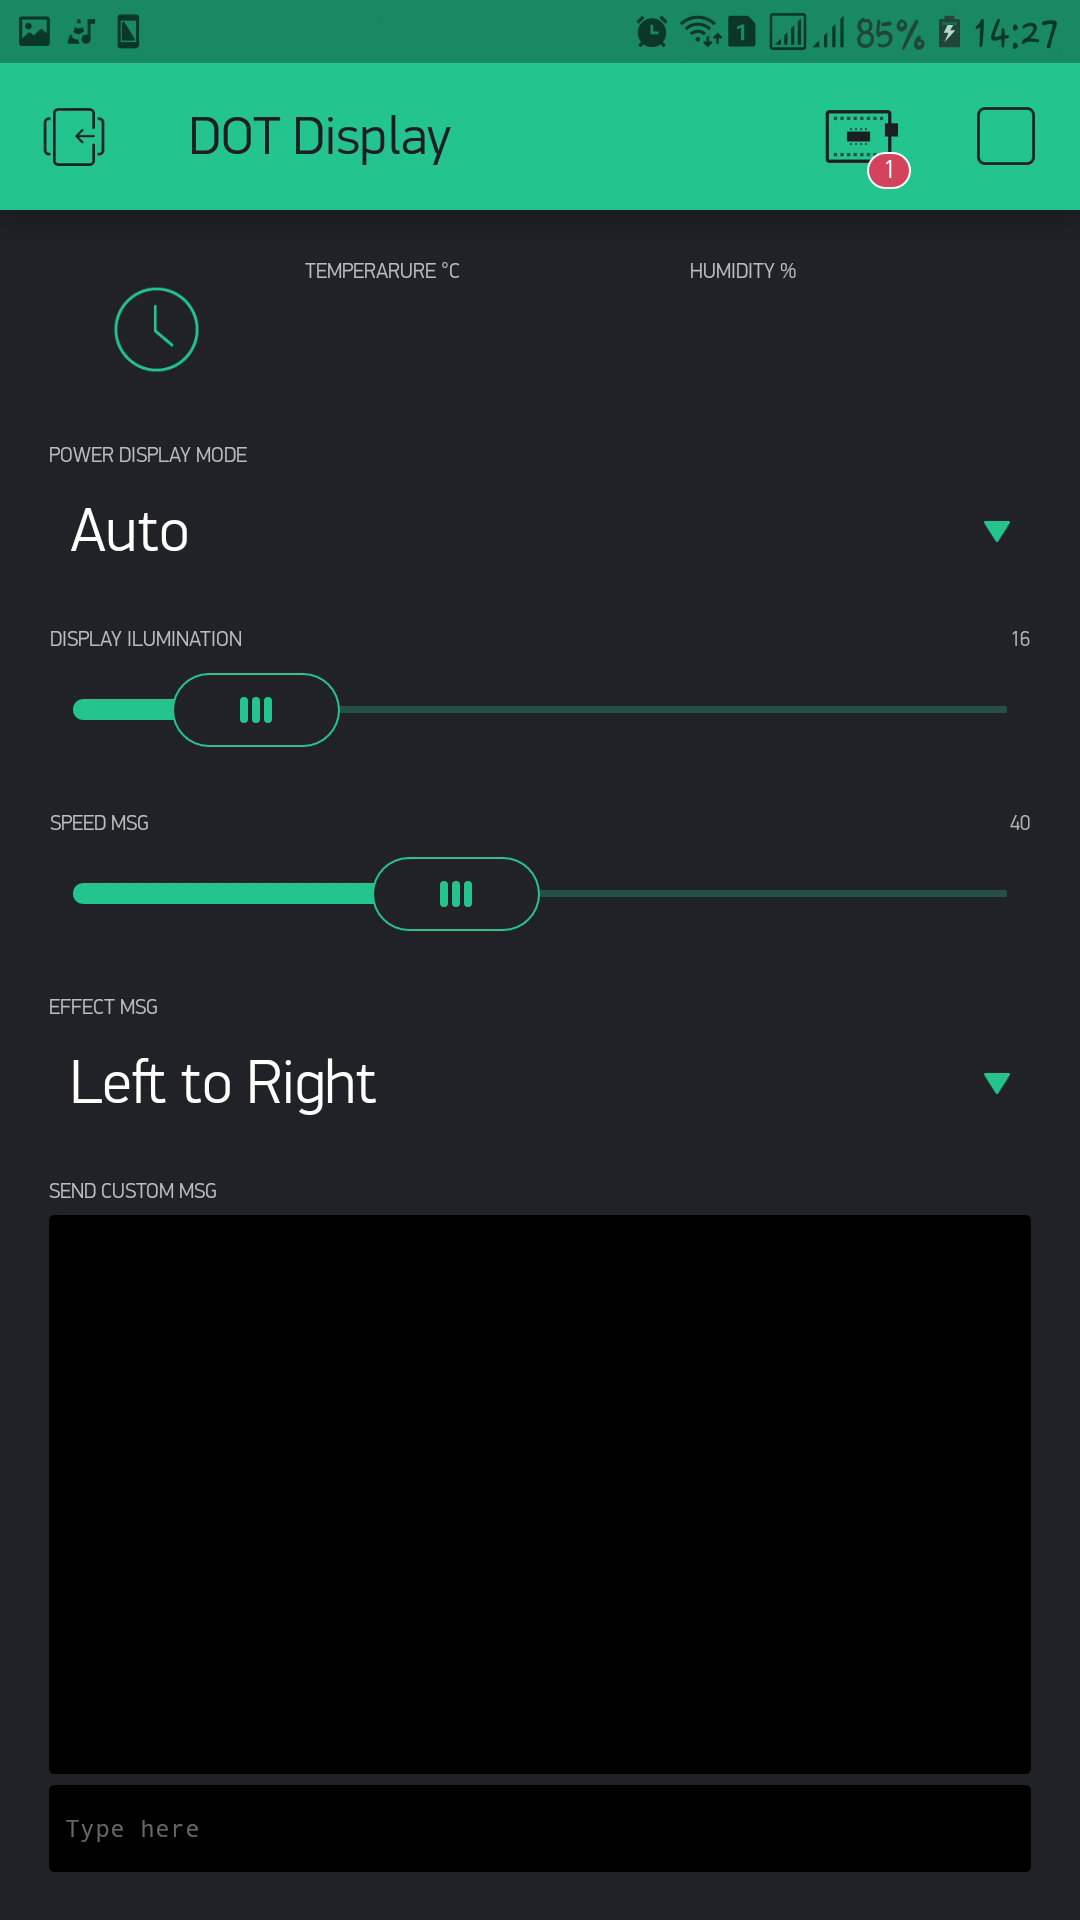 1 85% 14:27
DOT Display
1
TEMPERARURE °C HUMIDITY %
POWER DISPLAY MODE
Auto
DISPLAY ILUMINATION 16
SPEED MSG 40
EFFECT MSG
Left to Right
SEND CUSTOM MSG
Type here